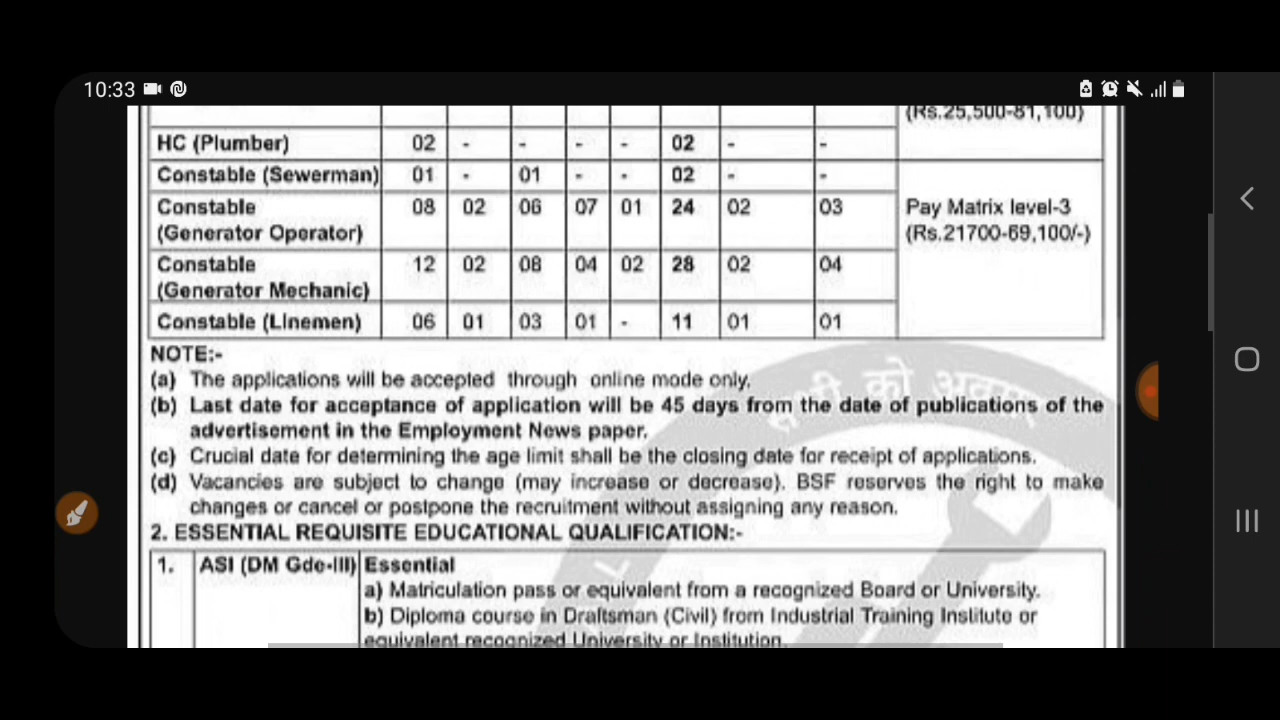 10:33
(Rs.25,500-81,100)
HC (Plumber) 02 - - - - 02 - -
Constable (Sewerman) 01 - 01 - - 02 - -
Constable 08 02 06 07 01 24 02 03 Pay Matrix level-3
(Generator Operator) (Rs.21700-69,100/-)
Constable 12 02 08 04 02 28 02 04
(Generator Mechanic)
Constable (Linemen) 06 01 03 01 - 11 01 01
NOTE:-
(a) The applications will be accepted through online mode only.
(b) Last date for acceptance of application will be 45 days from the date of publications of the
advertisement in the Employment News paper.
(c) Crucial date for determining the age limit shall be the closing date for receipt of applications.
(d) Vacancies are subject to change (may increase or decrease). BSF reserves the right to make
changes or cancel or postpone the recruitment without assigning any reason.
2. ESSENTIAL REQUISITE EDUCATIONAL QUALIFICATION:-
1. ASI (DM Gde-III) Essential
a) Matriculation pass or equivalent from a recognized Board or University.
b) Diploma course in Draftsman (Civil) from Industrial Training Institute or
equivalent recognized University or Institution.